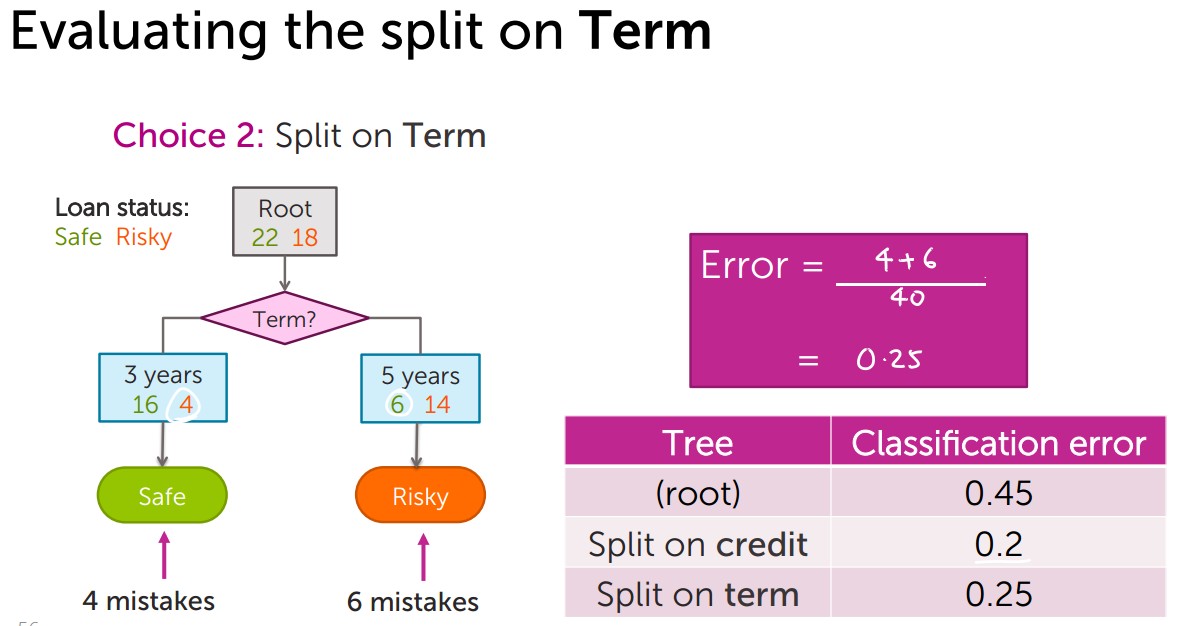 Evaluating the split on Term
Choice 2: Split on Term
Loan status:
Safe Risky
Root
22 18
Term?
3 years
16 4
5 years
6 14
Safe
Risky
4 mistakes
6 mistakes
Error = 4+6
40
= 0.25
Tree Classification error
(root) 0.45
Split on credit 0.2
Split on term 0.25